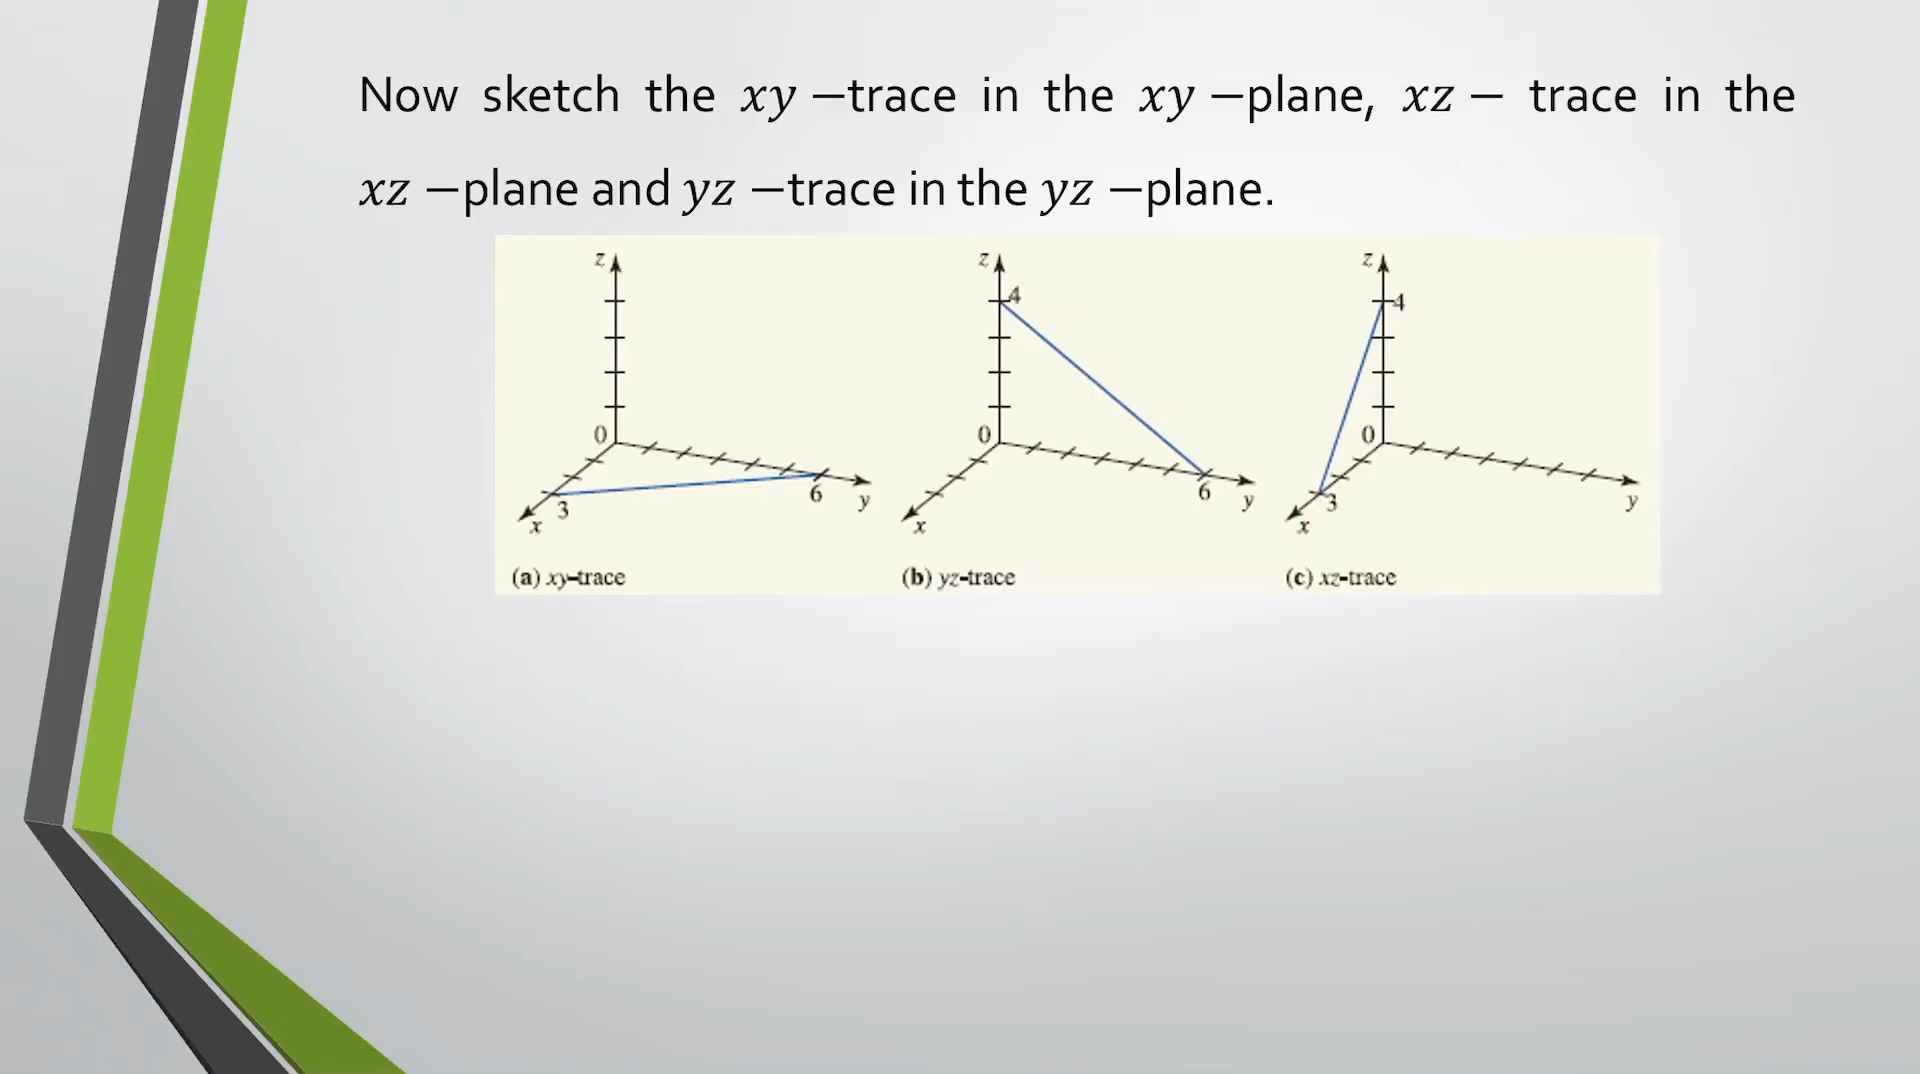 Now sketch the 𝑥𝑦 −trace in the 𝑥𝑦 −plane, 𝑥𝑧 − trace in the
𝑥𝑧 −plane and 𝑦𝑧 −trace in the 𝑦𝑧 −plane.
z
0
3
x
6
y
(a) xy-trace
z
4
0
x
6
y
(b) yz-trace
z
4
0
3
x
y
(c) xz-trace